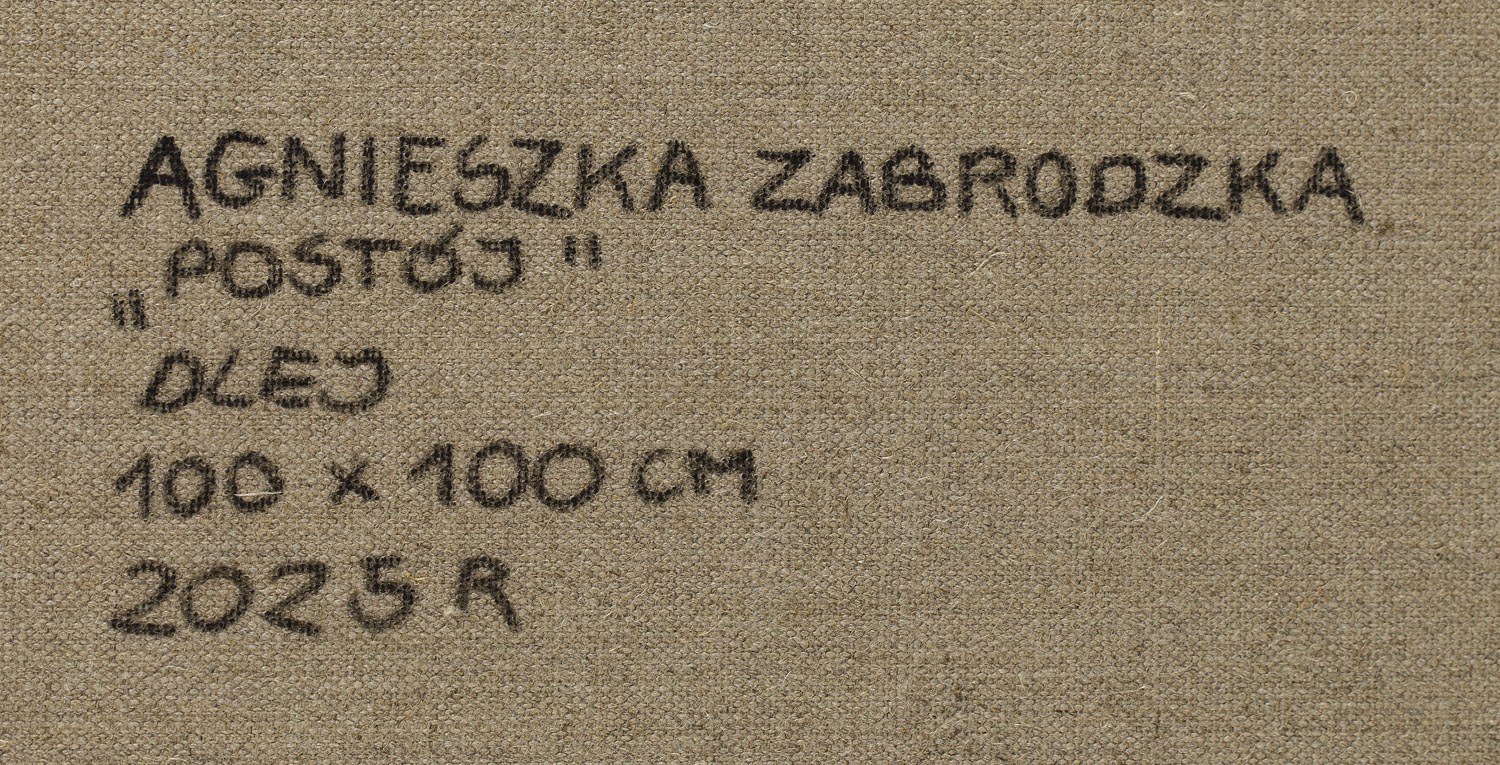 AGNIESZKA ZABRODZKA
„POSTÓJ"
OLEJ
100 x 100 CM
2025 R